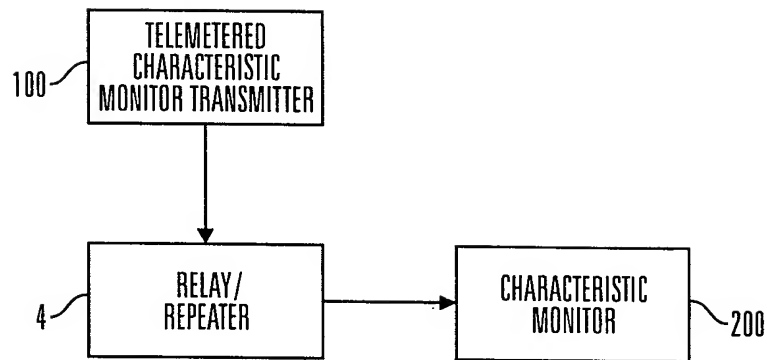 TELEMETERED
CHARACTERISTIC
MONITOR TRANSMITTER
100
RELAY/
REPEATER
4
CHARACTERISTIC
MONITOR
200